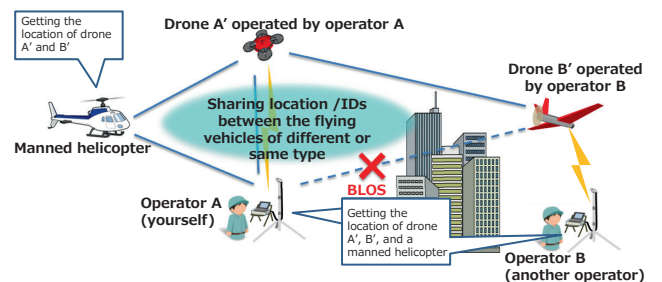 Getting the
location of drone
A’ and B’
Drone A’ operated by operator A
Drone B’ operated
by operator B
Sharing location /IDs
between the flying
vehicles of different or
same type
Manned helicopter
BLOS
Operator A
(yourself)
Getting the
location of drone
A’, B’, and a
manned helicopter
Operator B
(another operator)